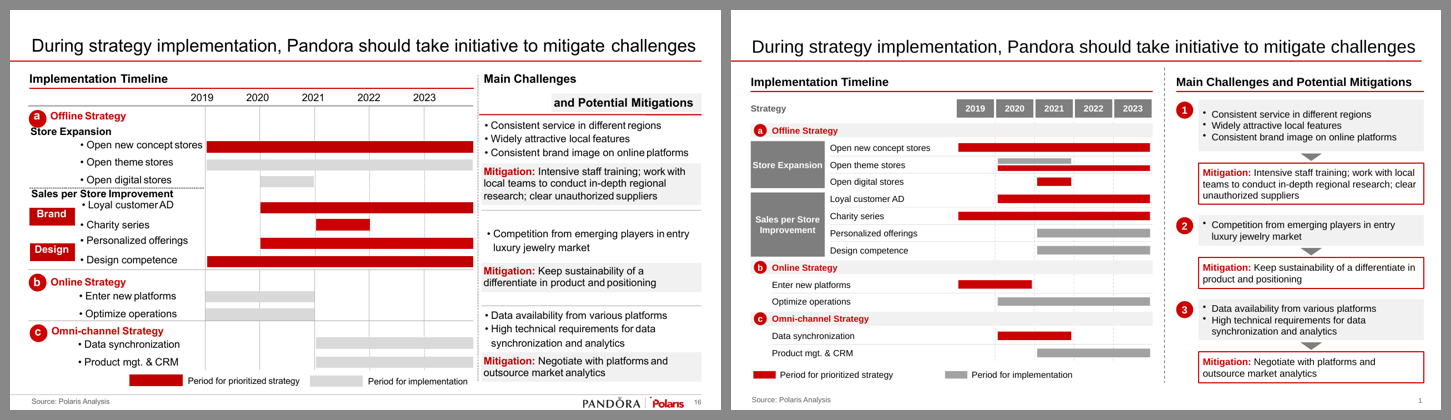 During strategy implementation, Pandora should take initiative to mitigate challenges
Implementation Timeline
2019 2020 2021 2022 2023
a Offline Strategy
Store Expansion
• Open new concept stores
• Open theme stores
• Open digital stores
Sales per Store Improvement
Brand
• Loyal customer AD
• Charity series
Design
• Personalized offerings
• Design competence
b Online Strategy
• Enter new platforms
• Optimize operations
c Omni-channel Strategy
• Data synchronization
• Product mgt. & CRM
Period for prioritized strategy Period for implementation
Main Challenges
and Potential Mitigations
• Consistent service in different regions
• Widely attractive local features
• Consistent brand image on online platforms
Mitigation: Intensive staff training; work with
local teams to conduct in-depth regional
research; clear unauthorized suppliers
• Competition from emerging players in entry
luxury jewelry market
Mitigation: Keep sustainability of a
differentiate in product and positioning
• Data availability from various platforms
• High technical requirements for data
synchronization and analytics
Mitigation: Negotiate with platforms and
outsource market analytics
Source: Polaris Analysis
PANDÖRA Polaris 16
During strategy implementation, Pandora should take initiative to mitigate challenges
Implementation Timeline
Strategy 2019 2020 2021 2022 2023
a Offline Strategy
Store Expansion
Open new concept stores
Open theme stores
Open digital stores
Sales per Store
Improvement
Loyal customer AD
Charity series
Personalized offerings
Design competence
b Online Strategy
Enter new platforms
Optimize operations
c Omni-channel Strategy
Data synchronization
Product mgt. & CRM
Period for prioritized strategy Period for implementation
Main Challenges and Potential Mitigations
1
• Consistent service in different regions
• Widely attractive local features
• Consistent brand image on online platforms
Mitigation: Intensive staff training; work with local
teams to conduct in-depth regional research; clear
unauthorized suppliers
2
• Competition from emerging players in entry
luxury jewelry market
Mitigation: Keep sustainability of a differentiate in
product and positioning
3
• Data availability from various platforms
• High technical requirements for data
synchronization and analytics
Mitigation: Negotiate with platforms and
outsource market analytics
Source: Polaris Analysis
1